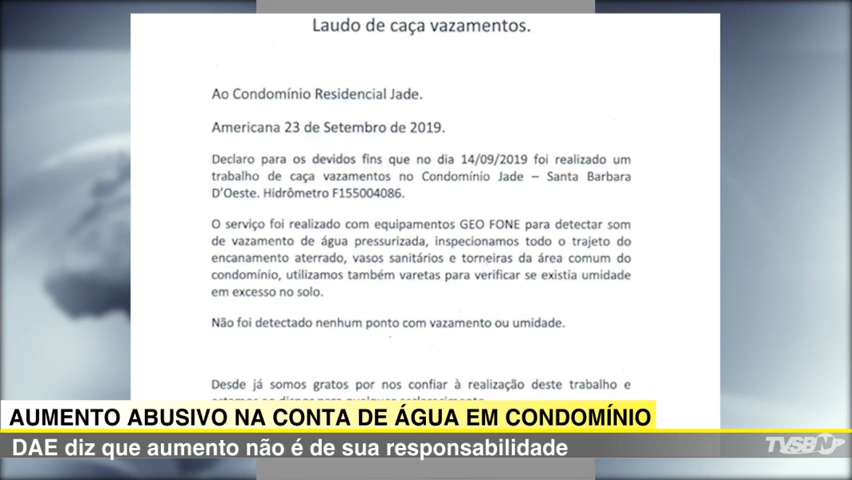 Laudo de caça vazamentos.
Ao Condomínio Residencial Jade.
Americana 23 de Setembro de 2019.
Declaro para os devidos fins que no dia 14/09/2019 foi realizado um
trabalho de caça vazamentos no Condomínio Jade – Santa Barbara
D'Oeste. Hidrômetro F155004086.
O serviço foi realizado com equipamentos GEO FONE para detectar som
de vazamento de água pressurizada, inspecionamos todo o trajeto do
encanamento aterrado, vasos sanitários e torneiras da área comum do
condomínio, utilizamos também varetas para verificar se existia umidade
em excesso no solo.
Não foi detectado nenhum ponto com vazamento ou umidade.
Desde já somos gratos por nos confiar à realização deste trabalho e
AUMENTO ABUSIVO NA CONTA DE ÁGUA EM CONDOMÍNIO
DAE diz que aumento não é de sua responsabilidade
TVSBN